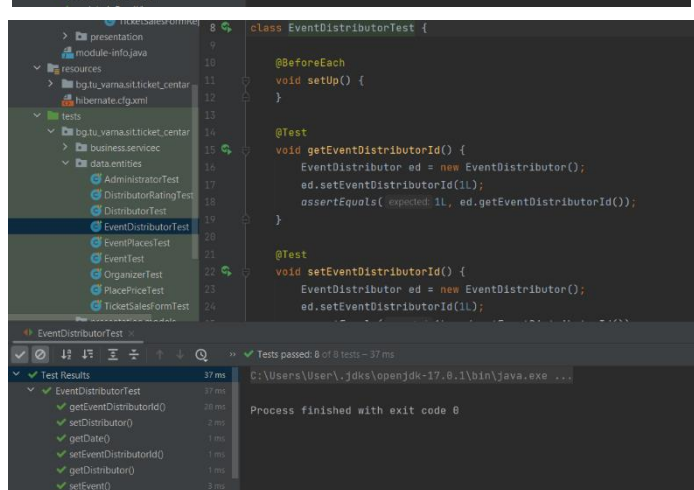 TicketSalesFormRep
presentation
module-info.java
resources
bg.tu_varna.sit.ticket_centar
hibernate.cfg.xml
tests
bg.tu_varna.sit.ticket_centar
business.servicec
data.entities
AdministratorTest
DistributorRatingTest
DistributorTest
EventDistributorTest
EventPlacesTest
EventTest
OrganizerTest
PlacePriceTest
TicketSalesFormTest
8 class EventDistributorTest {
9
10 @BeforeEach
11 void setUp() {
12 }
13
14 @Test
15 void getEventDistributorId() {
16 EventDistributor ed = new EventDistributor();
17 ed.setEventDistributorId(1L);
18 assertEquals( expected: 1L, ed.getEventDistributorId());
19 }
20
21 @Test
22 void setEventDistributorId() {
23 EventDistributor ed = new EventDistributor();
24 ed.setEventDistributorId(1L);
EventDistributorTest ×
» Tests passed: 8 of 8 tests – 37 ms
Test Results 37 ms
EventDistributorTest 37 ms
getEventDistributorId() 28 ms
setDistributor() 2 ms
getDate() 1 ms
setEventDistributorId() 1 ms
getDistributor() 1 ms
setEvent() 3 ms
C:\Users\User\.jdks\openjdk-17.0.1\bin\java.exe ...
Process finished with exit code 0